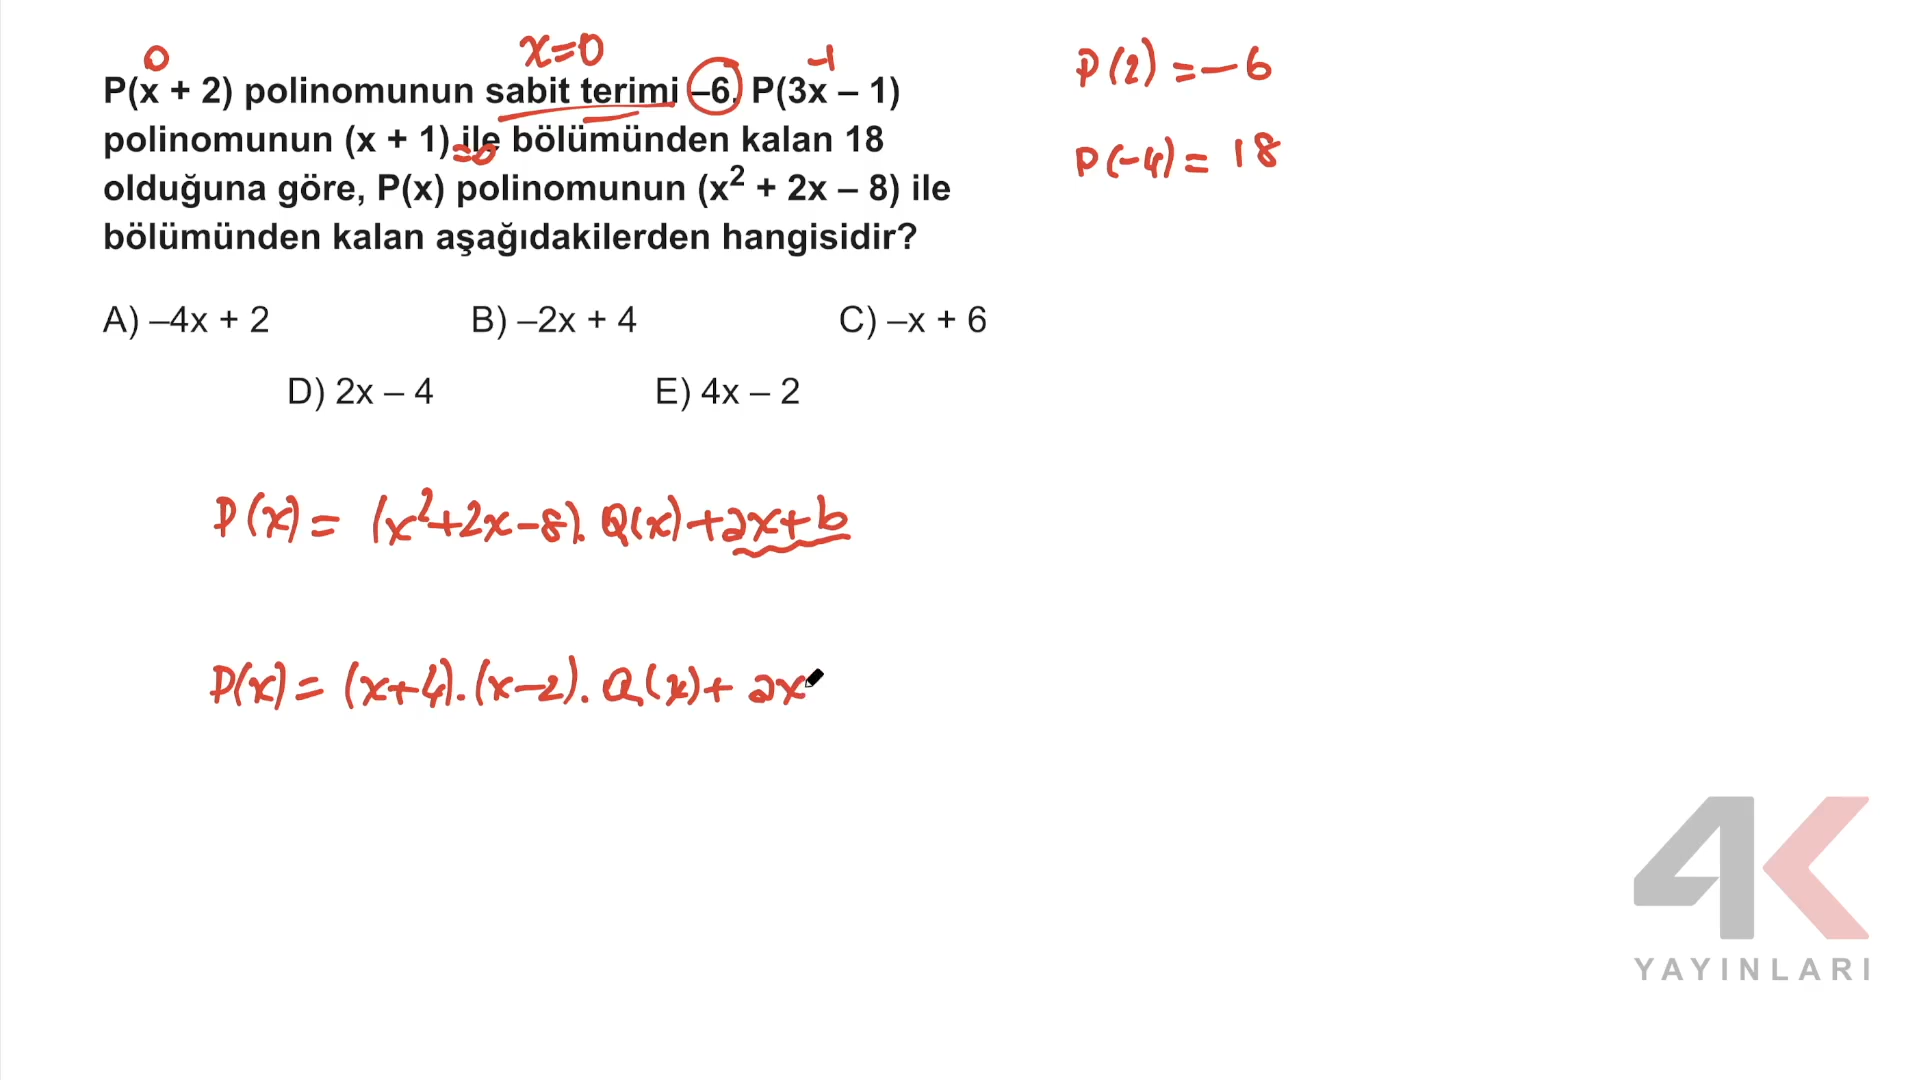 0
x=0
-1
P(x + 2) polinomunun sabit terimi –6, P(3x – 1)
polinomunun (x + 1) ile bölümünden kalan 18
=0
olduğuna göre, P(x) polinomunun (x² + 2x – 8) ile
bölümünden kalan aşağıdakilerden hangisidir?
A) –4x + 2
B) –2x + 4
C) –x + 6
D) 2x – 4
E) 4x – 2
P(2) = -6
P(-4) = 18
P(x) = (x²+2x-8). Q(x)+ax+b
P(x) = (x+4).(x-2). Q(x)+ ax
4K
YAYINLARI